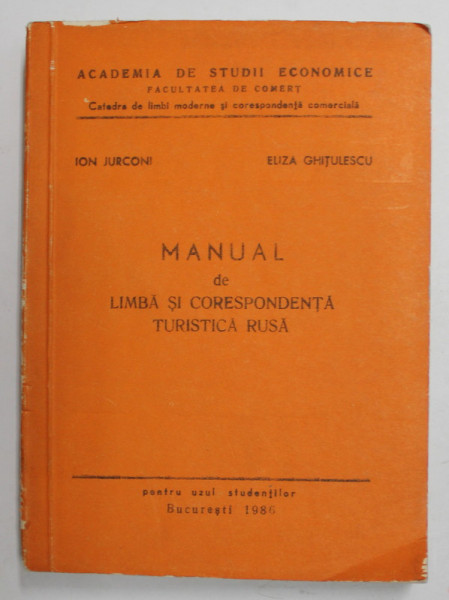 ACADEMIA DE STUDII ECONOMICE
FACULTATEA DE COMERȚ
Catedra de limbi moderne și corespondență comercială
ION JURCONI ELIZA GHIȚULESCU
MANUAL
de
LIMBĂ ȘI CORESPONDENȚĂ
TURISTICĂ RUSĂ
pentru uzul studenților
București 1986